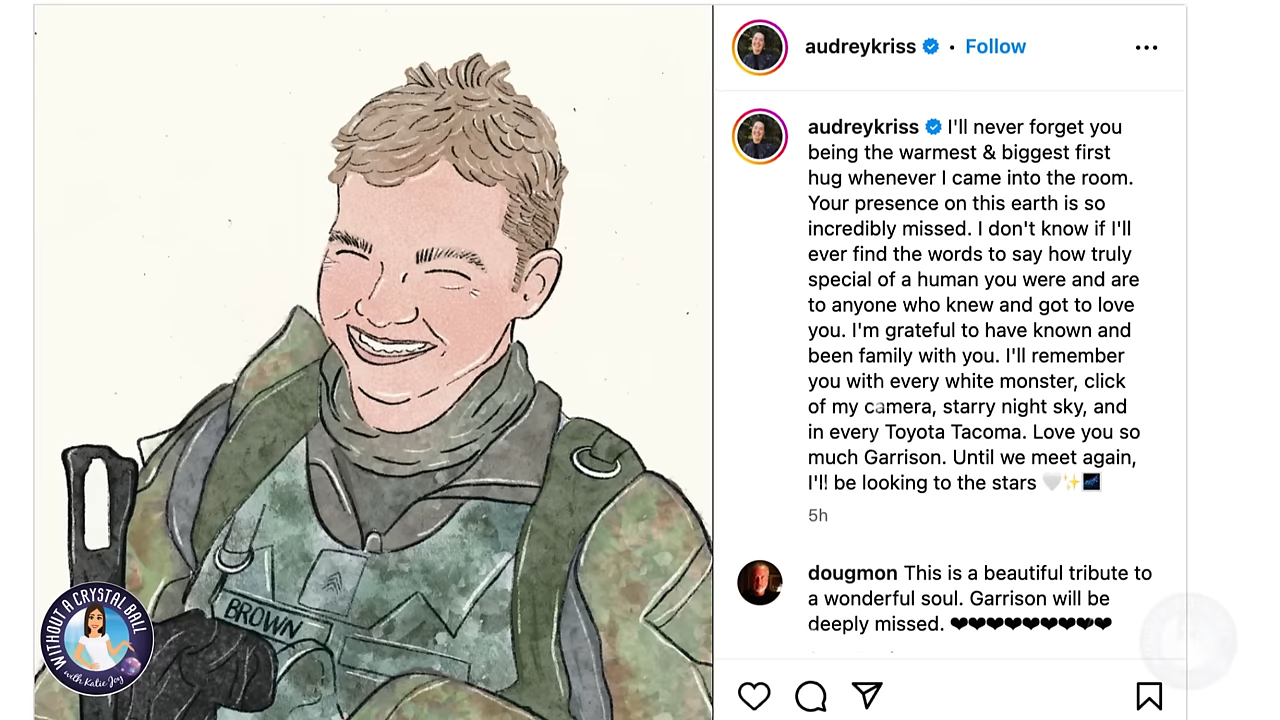 audreykriss • Follow
audreykriss I'll never forget you
being the warmest & biggest first
hug whenever I came into the room.
Your presence on this earth is so
incredibly missed. I don't know if I'll
ever find the words to say how truly
special of a human you were and are
to anyone who knew and got to love
you. I'm grateful to have known and
been family with you. I'll remember
you with every white monster, click
of my camera, starry night sky, and
in every Toyota Tacoma. Love you so
much Garrison. Until we meet again,
I'll be looking to the stars 🤍✨🌌
5h
dougmon This is a beautiful tribute to
a wonderful soul. Garrison will be
deeply missed. ❤❤❤❤❤❤❤❤❤
BROWN
WITHOUT A CRYSTAL BALL
with Katie Joy